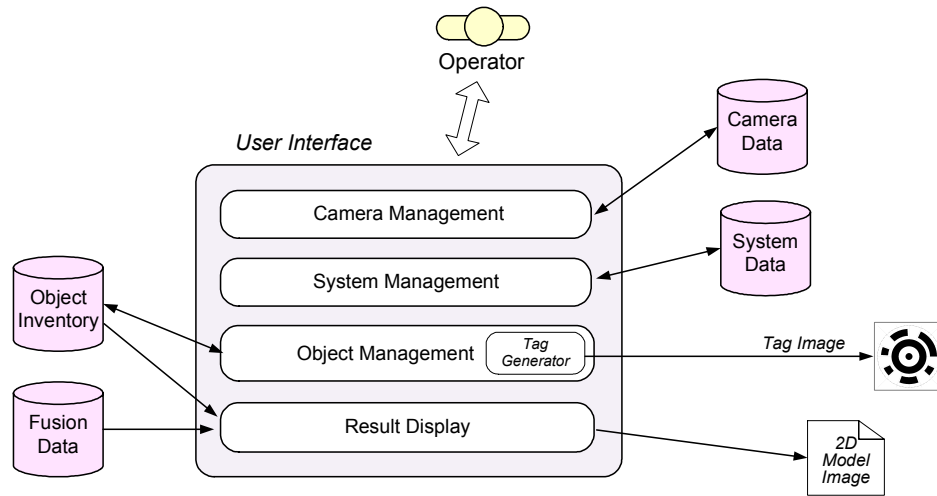 Operator
User Interface
Camera
Data
Camera Management
System
Data
System Management
Object
Inventory
Object Management
Tag
Generator
Tag Image
Fusion
Data
Result Display
2D
Model
Image